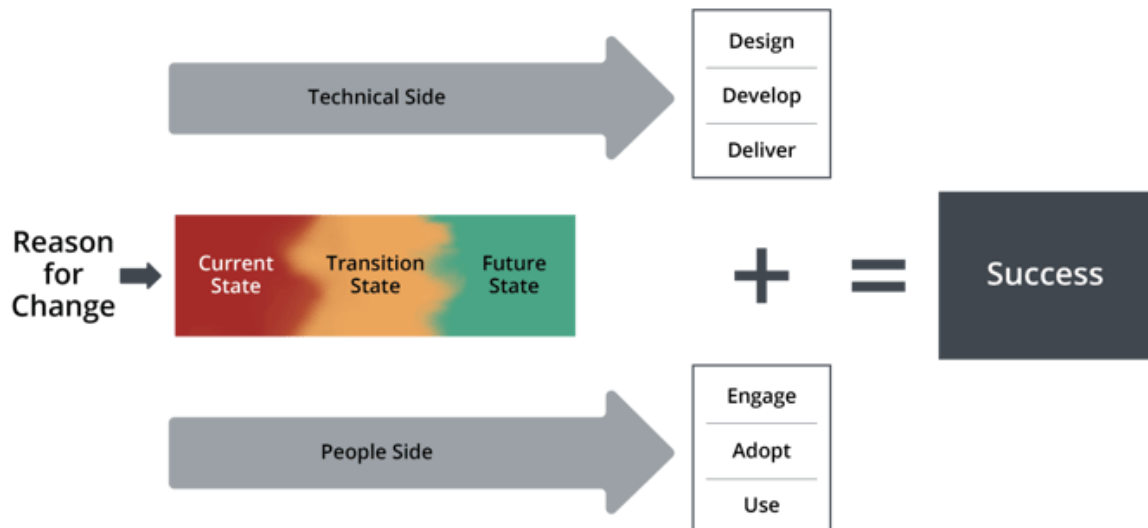 Technical Side
Design
Develop
Deliver
Reason
for
Change
Current
State
Transition
State
Future
State
+
=
Success
People Side
Engage
Adopt
Use